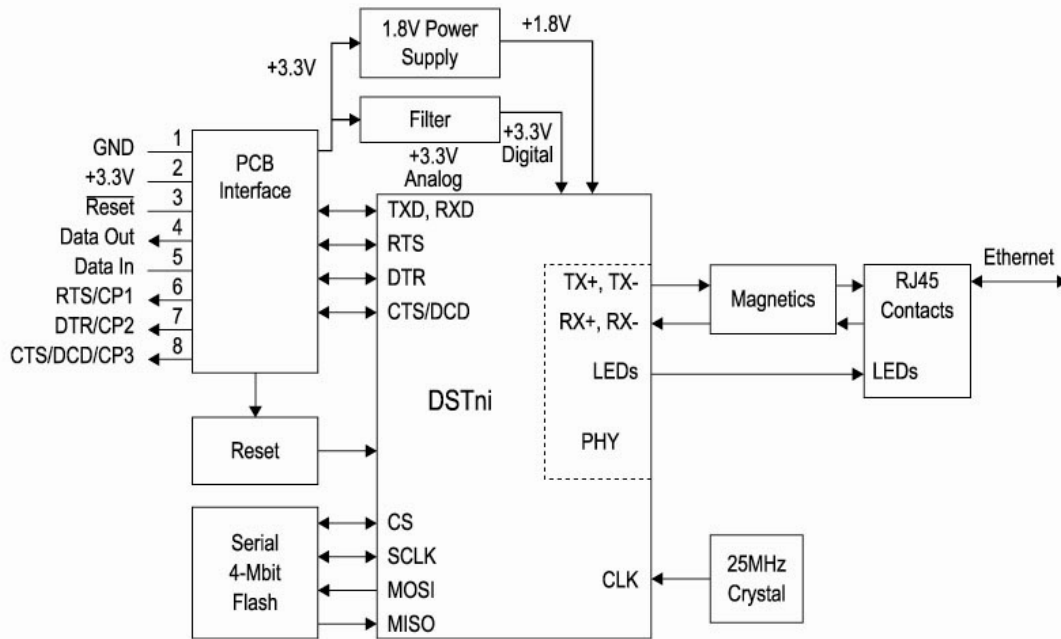 1.8V Power
Supply
+1.8V
+3.3V
Filter
+3.3V
Digital
+3.3V
Analog
GND
1
+3.3V
2
Reset
3
Data Out
4
Data In
5
RTS/CP1
6
DTR/CP2
7
CTS/DCD/CP3
8
PCB
Interface
TXD, RXD
RTS
DTR
CTS/DCD
DSTni
TX+, TX-
RX+, RX-
LEDs
PHY
Magnetics
RJ45
Contacts
LEDs
Ethernet
Reset
Serial
4-Mbit
Flash
CS
SCLK
MOSI
MISO
CLK
25MHz
Crystal